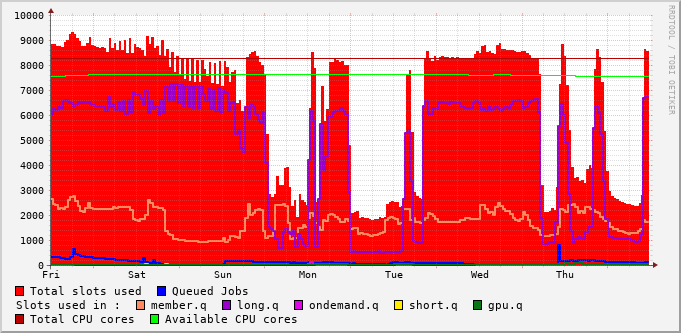 10000
9000
8000
7000
6000
5000
4000
3000
2000
1000
0
Fri Sat Sun Mon Tue Wed Thu
RRDTOOL / TOBI OETIKER
Total slots used Queued Jobs
Slots used in : member.q long.q ondemand.q short.q gpu.q
Total CPU cores Available CPU cores